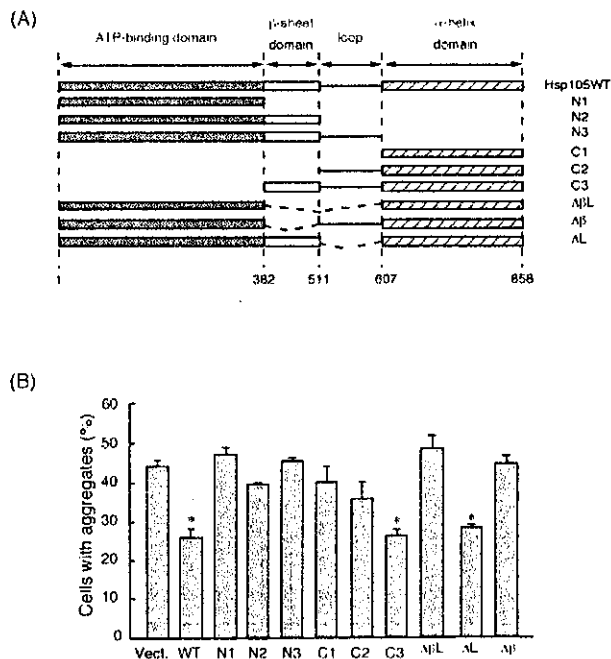 (A)
β-sheet
α-helix
ATP-binding domain
domain
loop
domain
Hsp105WT
N1
N2
N3
C1
C2
C3
ΔβL
Δβ
ΔL
1
382
511
607
858
(B)
60
50
40
30
20
10
0
Cells with aggregates (%)
*
*
*
Vect.
WT
N1
N2
N3
C1
C2
C3
ΔβL
ΔL
Δβ